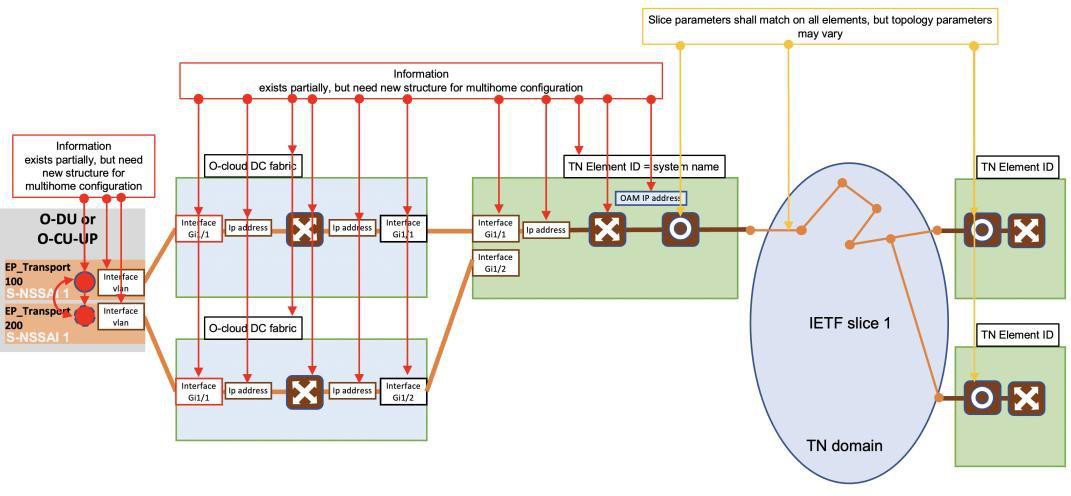 Slice parameters shall match on all elements, but topology parameters
may vary
Information
exists partially, but need new structure for multihome configuration
Information
exists partially, but need
new structure for
multihome configuration
O-cloud DC fabric
TN Element ID = system name
TN Element ID
OAM IP address
O-DU or
O-CU-UP
Interface
Gi1/1
Ip address
Ip address
Interface
Gi1/1
Interface
Gi1/1
Ip address
Interface
Gi1/2
EP_Transport
100
S-NSSAI 1
Interface
vlan
EP_Transport
200
S-NSSAI 1
Interface
vlan
O-cloud DC fabric
IETF slice 1
TN Element ID
Interface
Gi1/1
Ip address
Ip address
Interface
Gi1/2
TN domain